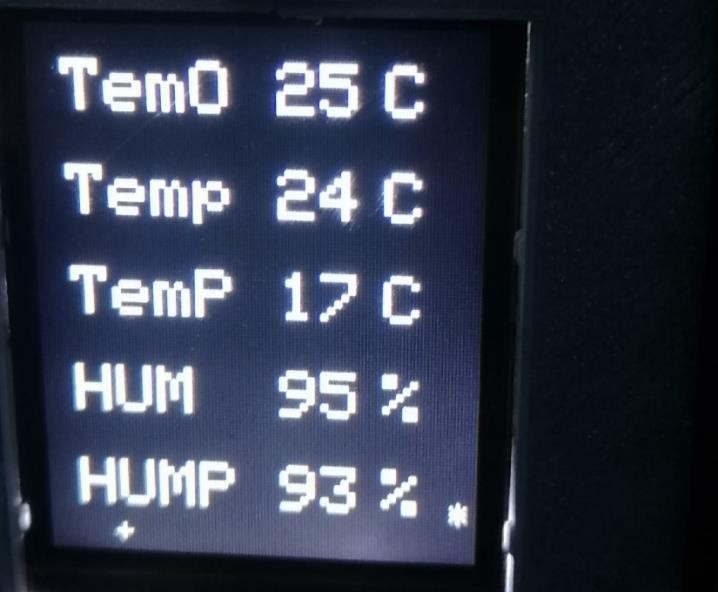 TemO 25 C
Temp 24 C
TemP 17 C
HUM 95 %
HUMP 93 %
+ *